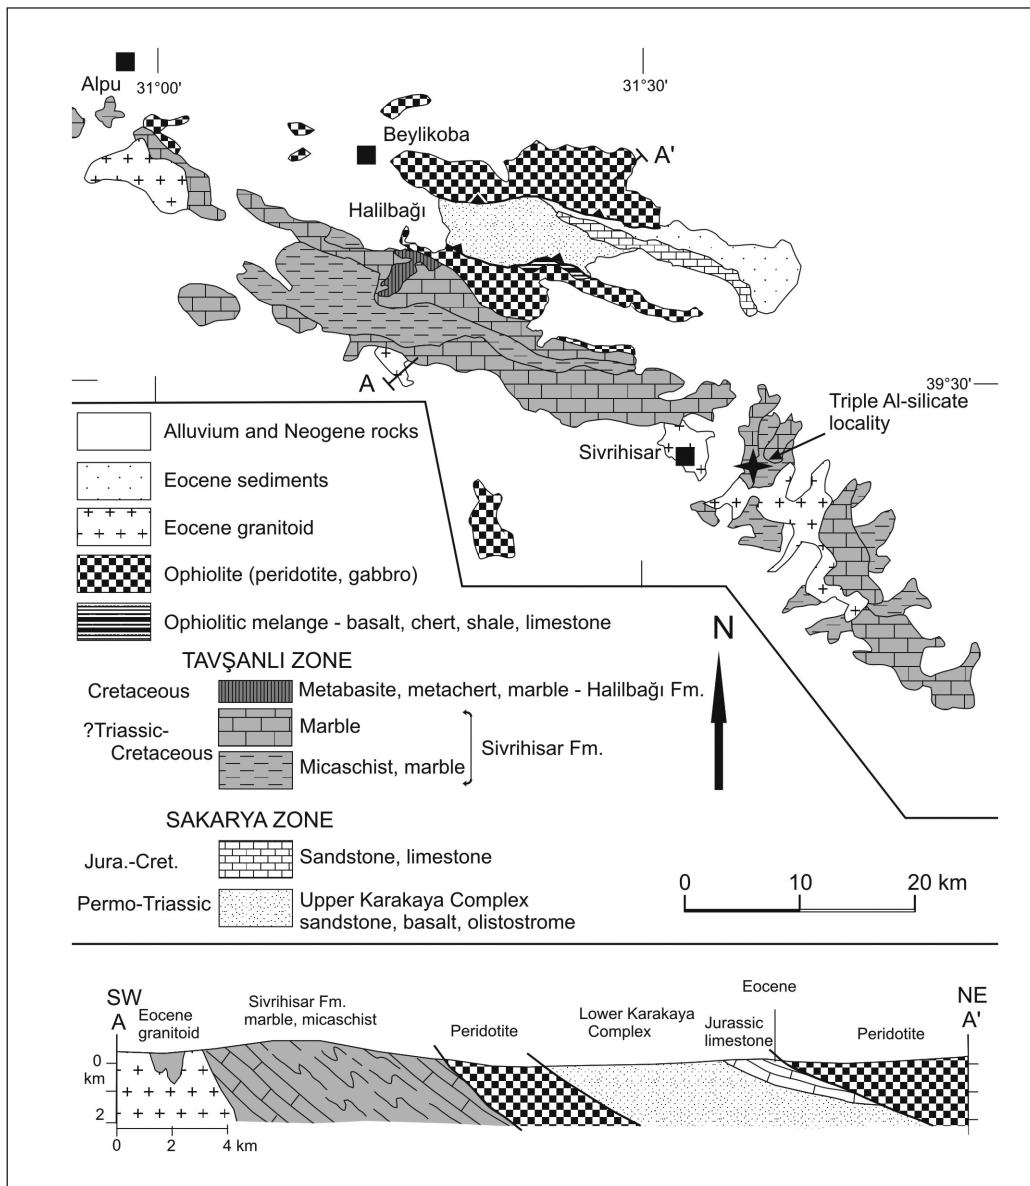 Alpu
31°00'
31°30'
Beylikoba
A'
Halilbağı
A
39°30'
Triple Al-silicate
locality
Sivrihisar
Alluvium and Neogene rocks
Eocene sediments
Eocene granitoid
Ophiolite (peridotite, gabbro)
Ophiolitic melange - basalt, chert, shale, limestone
N
TAVŞANLI ZONE
Cretaceous
Metabasite, metachert, marble - Halilbağı Fm.
?Triassic-
Cretaceous
Marble
Sivrihisar Fm.
Micaschist, marble
SAKARYA ZONE
Jura.-Cret.
Sandstone, limestone
Permo-Triassic
Upper Karakaya Complex
sandstone, basalt, olistostrome
0 10 20 km
SW
A
Eocene
granitoid
Sivrihisar Fm.
marble, micaschist
Peridotite
Lower Karakaya
Complex
Jurassic
limestone
Eocene
Peridotite
NE
A'
0
km
2
0 2 4 km